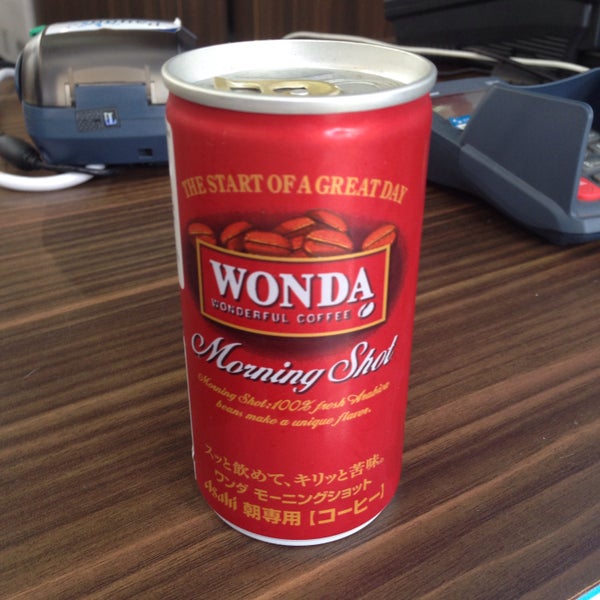 THE START OF A GREAT DAY
WONDA
WONDERFUL COFFEE
Morning Shot
Morning Shot:100% fresh Arabica
beans make a unique flavor.
スッと飲めて、キリッと苦味。
ワンダ モーニングショット
Asahi 朝専用【コーヒー】